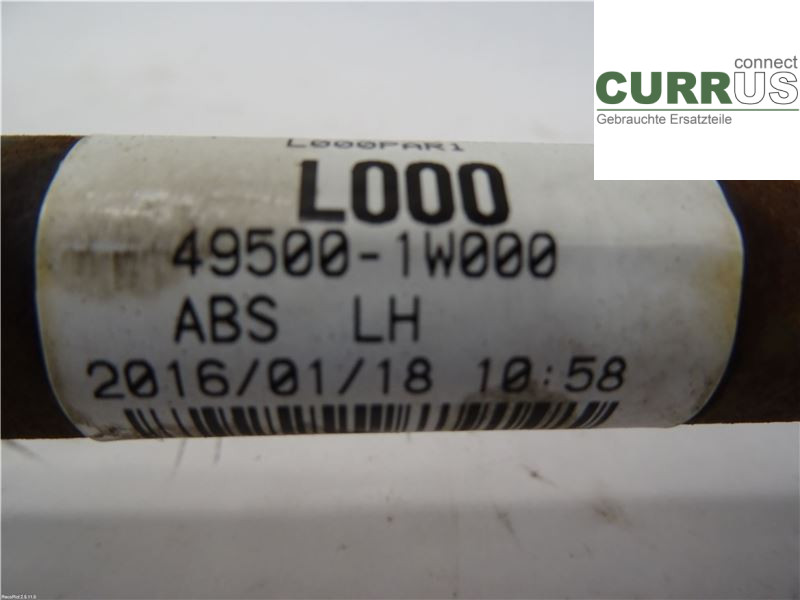 connect
CURRUS
Gebrauchte Ersatzteile
L000PAR1
L000
49500-1W000
ABS LH
2016/01/18 10:58